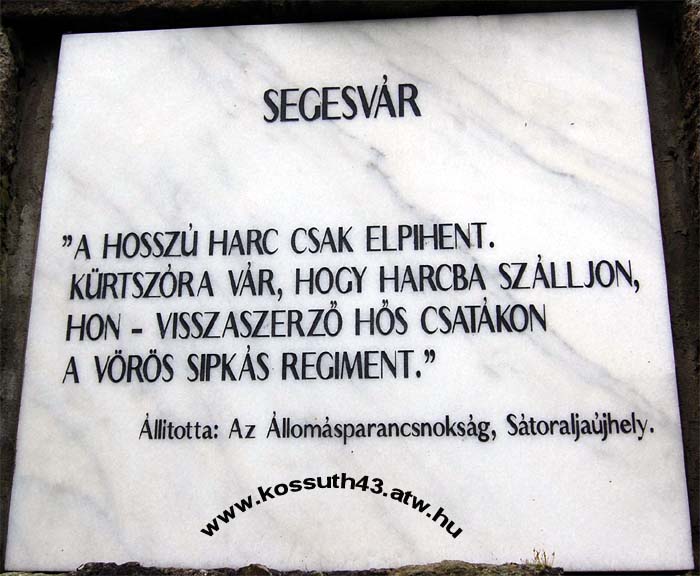 SEGESVÁR
"A HOSSZÚ HARC CSAK ELPIHENT.
KÜRTSZÓRA VÁR, HOGY HARCBA SZÁLLJON,
HON - VISSZASZERZŐ HŐS CSATÁKON
A VÖRÖS SIPKÁS REGIMENT."
Állitotta: Az Állomásparancsnokság, Sátoraljaújhely.
www.kossuth43.atw.hu